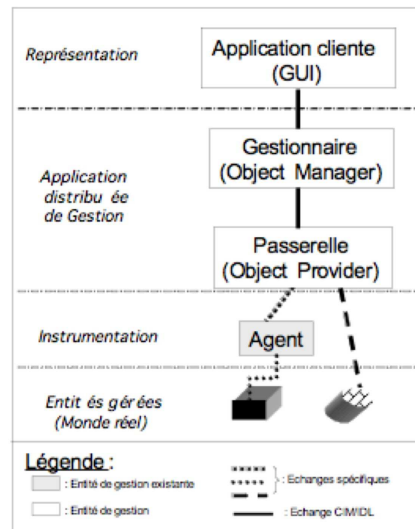 Représentation
Application cliente
(GUI)
Gestionnaire
(Object Manager)
Application
distribu ée
de Gestion
Passerelle
(Object Provider)
Instrumentation
Agent
Entit és gérées
(Monde réel)
Légende :
: Entité de gestion existante
: Entité de gestion
: Echanges spécifiques
: Echange CIM/IDL